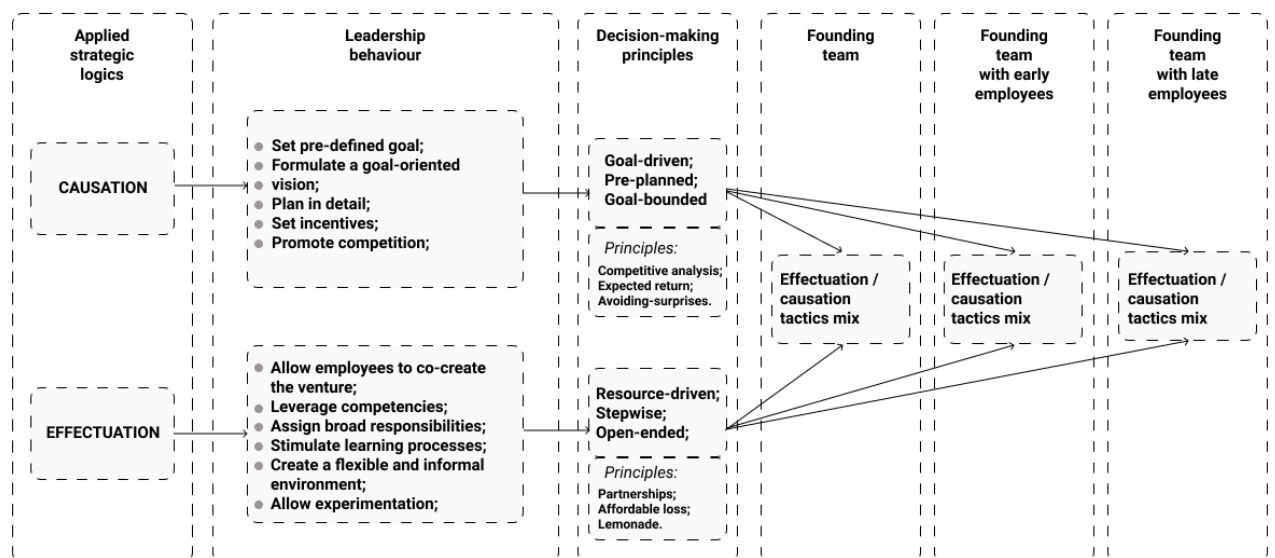 Applied
strategic
logics
Leadership
behaviour
Decision-making
principles
Founding
team
Founding
team
with early
employees
Founding
team
with late
employees
CAUSATION
Set pre-defined goal;
Formulate a goal-oriented
vision;
Plan in detail;
Set incentives;
Promote competition;
Goal-driven;
Pre-planned;
Goal-bounded
Principles:
Competitive analysis;
Expected return;
Avoiding-surprises.
Effectuation /
causation
tactics mix
Effectuation /
causation
tactics mix
Effectuation /
causation
tactics mix
EFFECTUATION
Allow employees to co-create
the venture;
Leverage competencies;
Assign broad responsibilities;
Stimulate learning processes;
Create a flexible and informal
environment;
Allow experimentation;
Resource-driven;
Stepwise;
Open-ended;
Principles:
Partnerships;
Affordable loss;
Lemonade.